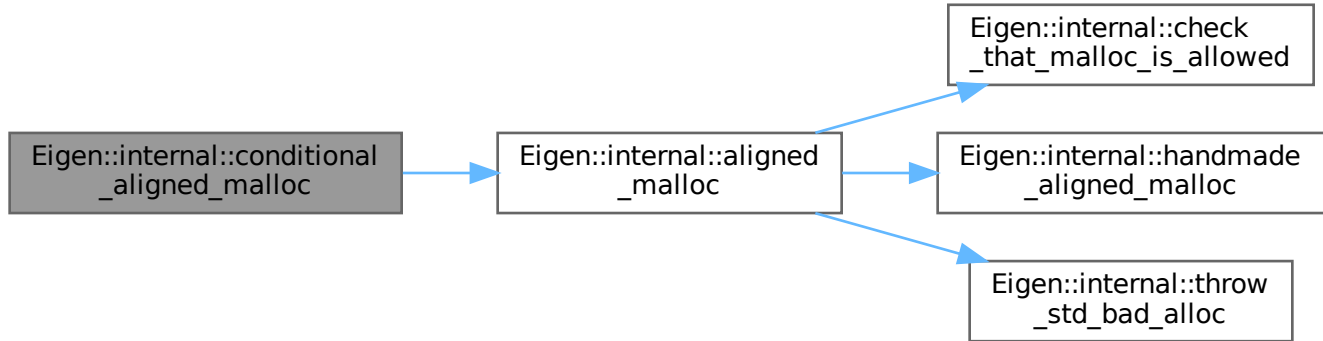 Eigen::internal::conditional
_aligned_malloc
Eigen::internal::aligned
_malloc
Eigen::internal::check
_that_malloc_is_allowed
Eigen::internal::handmade
_aligned_malloc
Eigen::internal::throw
_std_bad_alloc